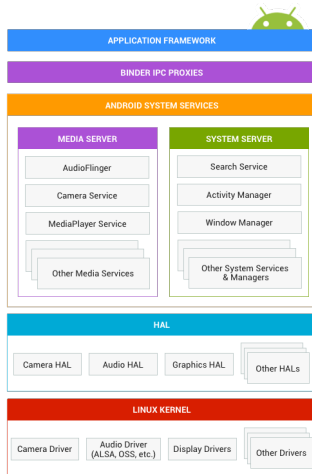 APPLICATION FRAMEWORK
BINDER IPC PROXIES
ANDROID SYSTEM SERVICES
MEDIA SERVER
AudioFlinger
Camera Service
MediaPlayer Service
Other Media Services
SYSTEM SERVER
Search Service
Activity Manager
Window Manager
Other System Services
& Managers
HAL
Camera HAL
Audio HAL
Graphics HAL
Other HALs
LINUX KERNEL
Camera Driver
Audio Driver
(ALSA, OSS, etc.)
Display Drivers
Other Drivers